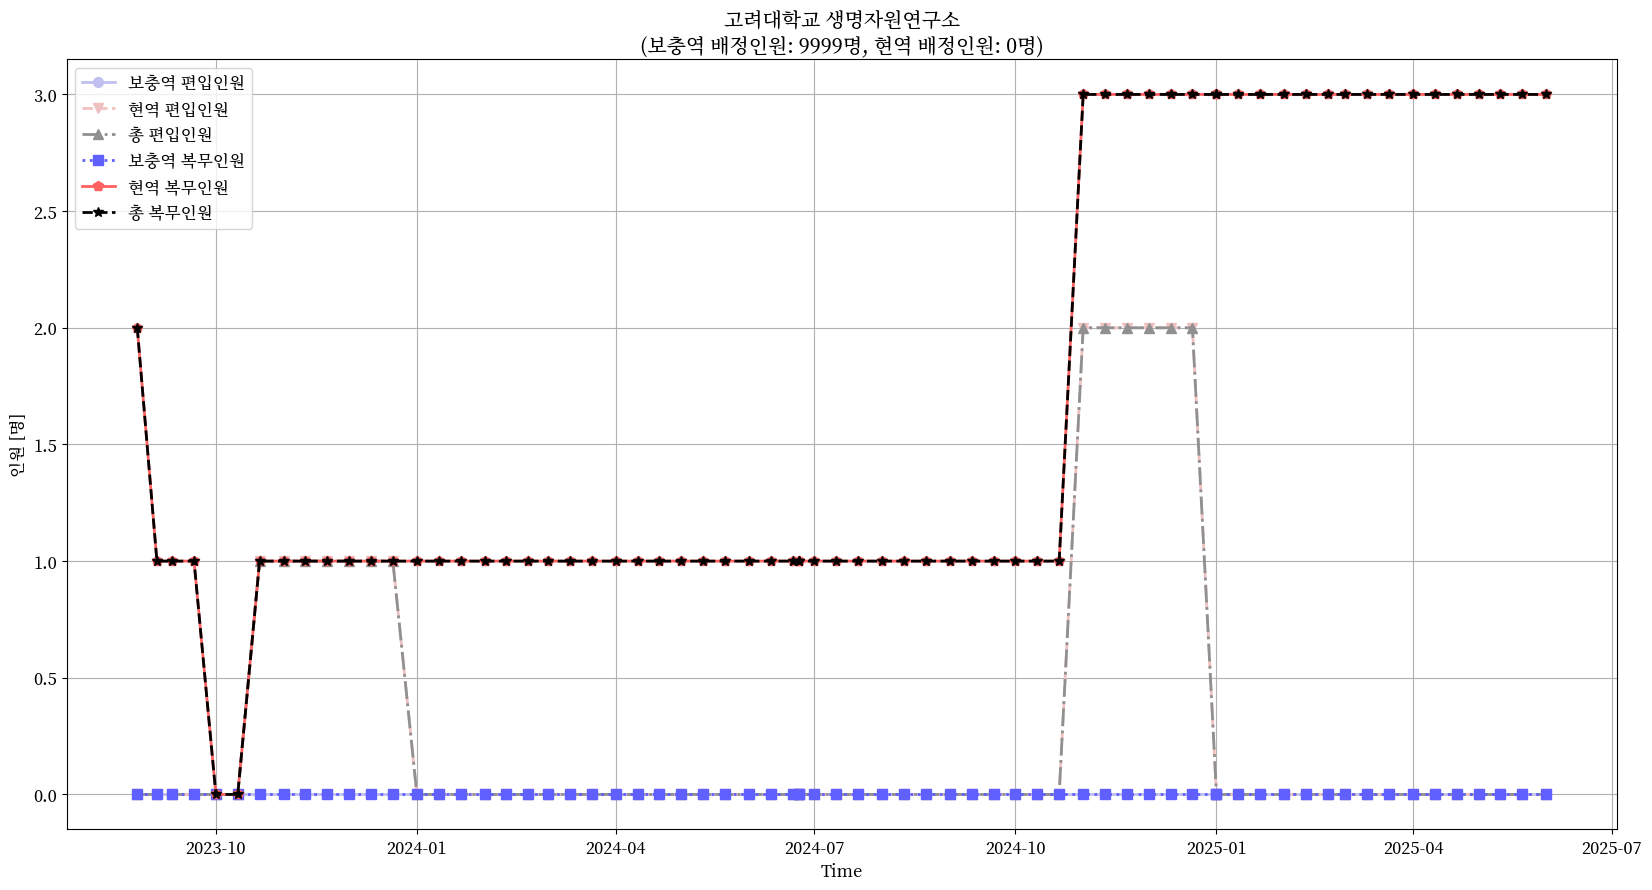 고려대학교 생명자원연구소
(보충역 배정인원: 9999명, 현역 배정인원: 0명)
보충역 편입인원
현역 편입인원
총 편입인원
보충역 복무인원
현역 복무인원
총 복무인원
3.0
2.5
2.0
1.5
1.0
0.5
0.0
인원 [명]
2023-10
2024-01
2024-04
2024-07
2024-10
2025-01
2025-04
2025-07
Time